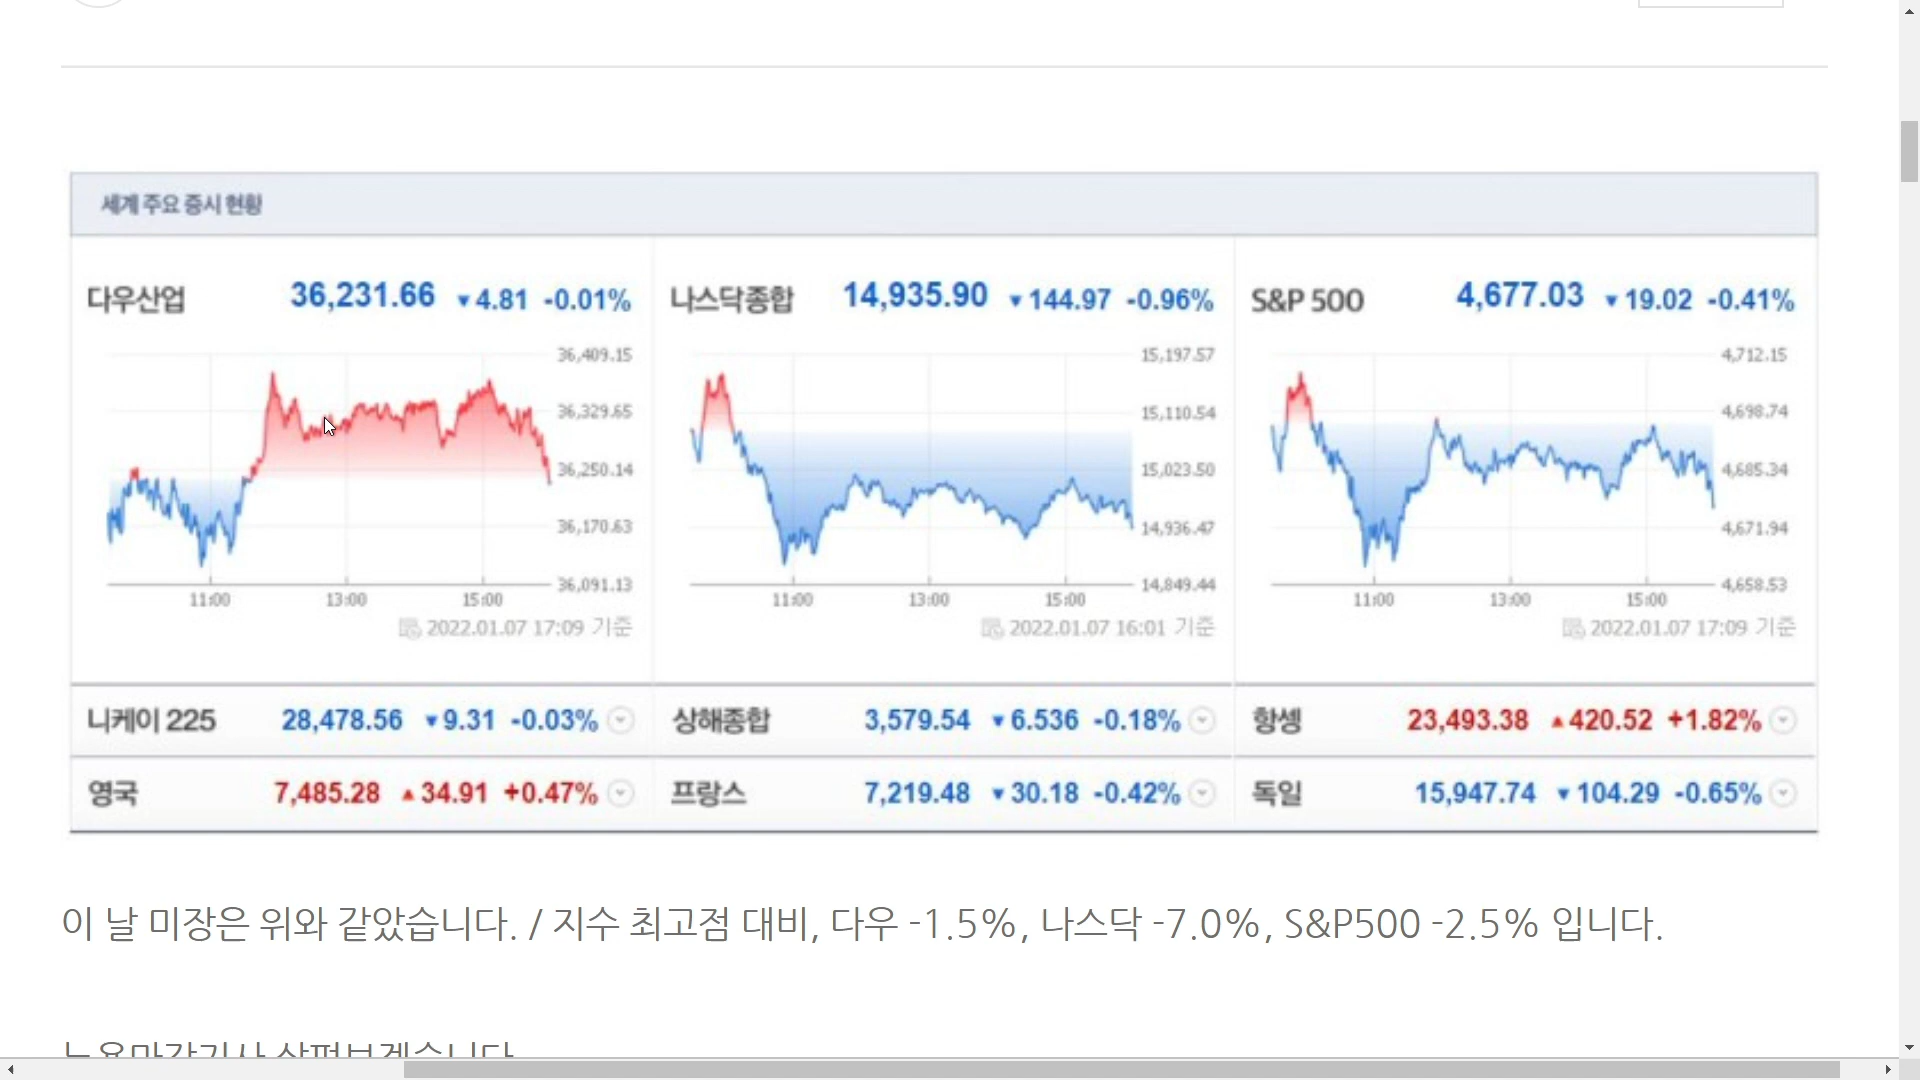 세계 주요 증시 현황
다우산업 36,231.66 ▼4.81 -0.01%
36,409.15
36,329.65
36,250.14
36,170.63
36,091.13
11:00 13:00 15:00
2022.01.07 17:09 기준
나스닥종합 14,935.90 ▼144.97 -0.96%
15,197.57
15,110.54
15,023.50
14,936.47
14,849.44
11:00 13:00 15:00
2022.01.07 16:01 기준
S&P 500 4,677.03 ▼19.02 -0.41%
4,712.15
4,698.74
4,685.34
4,671.94
4,658.53
11:00 13:00 15:00
2022.01.07 17:09 기준
니케이 225 28,478.56 ▼9.31 -0.03%
상해종합 3,579.54 ▼6.536 -0.18%
항셍 23,493.38 ▲420.52 +1.82%
영국 7,485.28 ▲34.91 +0.47%
프랑스 7,219.48 ▼30.18 -0.42%
독일 15,947.74 ▼104.29 -0.65%
이 날 미장은 위와 같았습니다. / 지수 최고점 대비, 다우 -1.5%, 나스닥 -7.0%, S&P500 -2.5% 입니다.